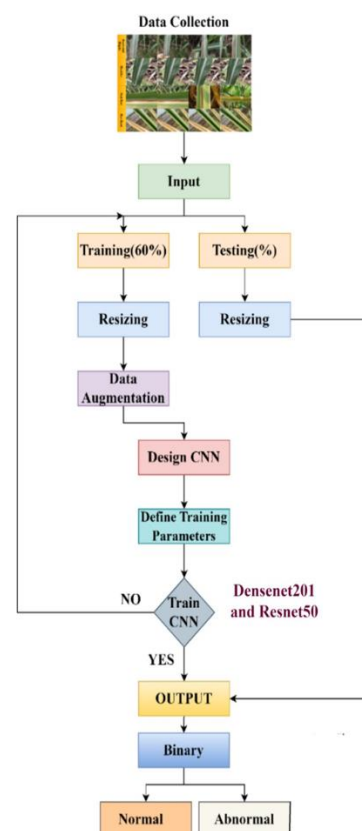 Data Collection
Input
Training(60%)
Testing(%)
Resizing
Resizing
Data
Augmentation
Design CNN
Define Training
Parameters
Densenet201
and Resnet50
NO
Train
CNN
YES
OUTPUT
Binary
Normal
Abnormal